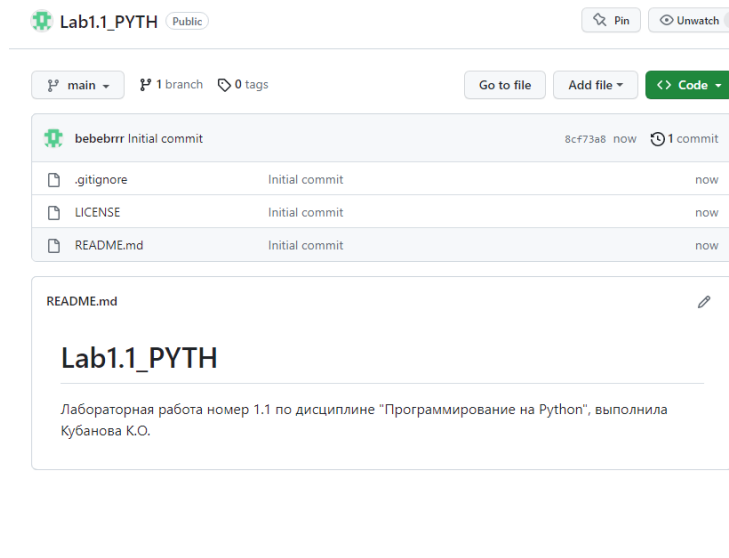 Lab1.1_PYTH Public Pin Unwatch
main 1 branch 0 tags Go to file Add file Code
bebebrrr Initial commit 8cf73a8 now 1 commit
.gitignore Initial commit now
LICENSE Initial commit now
README.md Initial commit now
README.md
Lab1.1_PYTH
Лабораторная работа номер 1.1 по дисциплине "Программирование на Python", выполнила
Кубанова К.О.